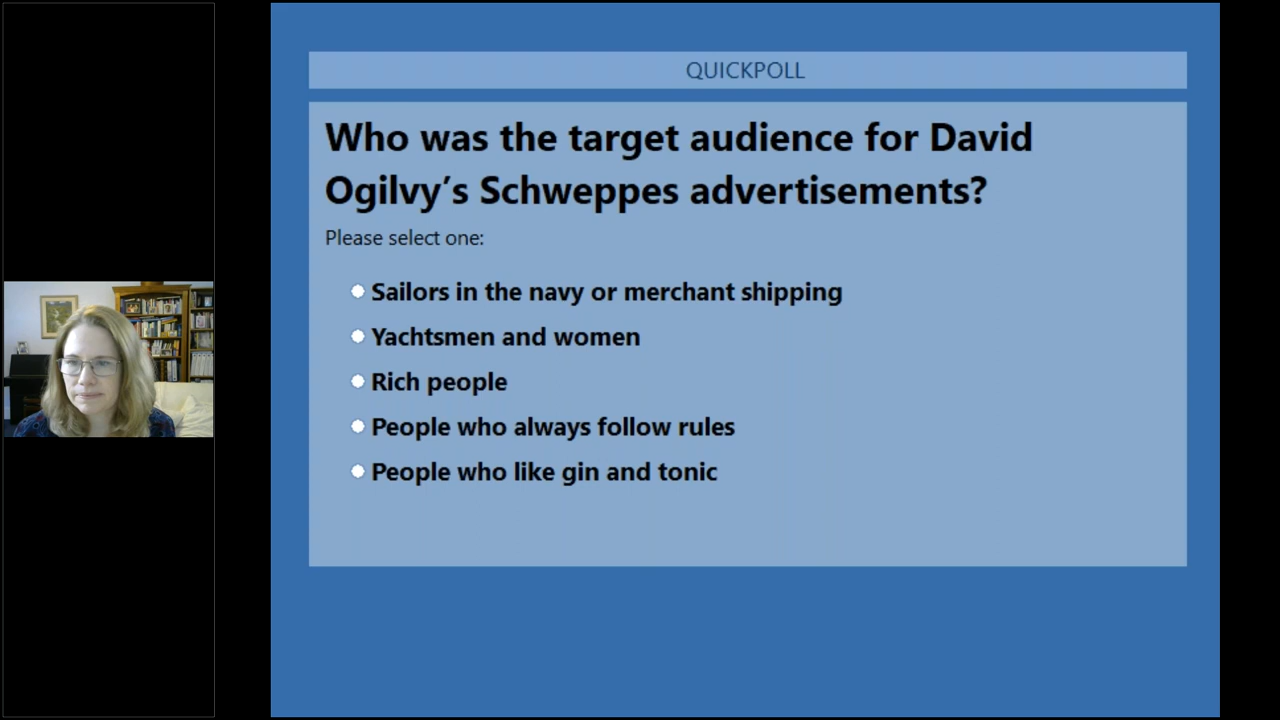 QUICKPOLL
Who was the target audience for David
Ogilvy’s Schweppes advertisements?
Please select one:
Sailors in the navy or merchant shipping
Yachtsmen and women
Rich people
People who always follow rules
People who like gin and tonic